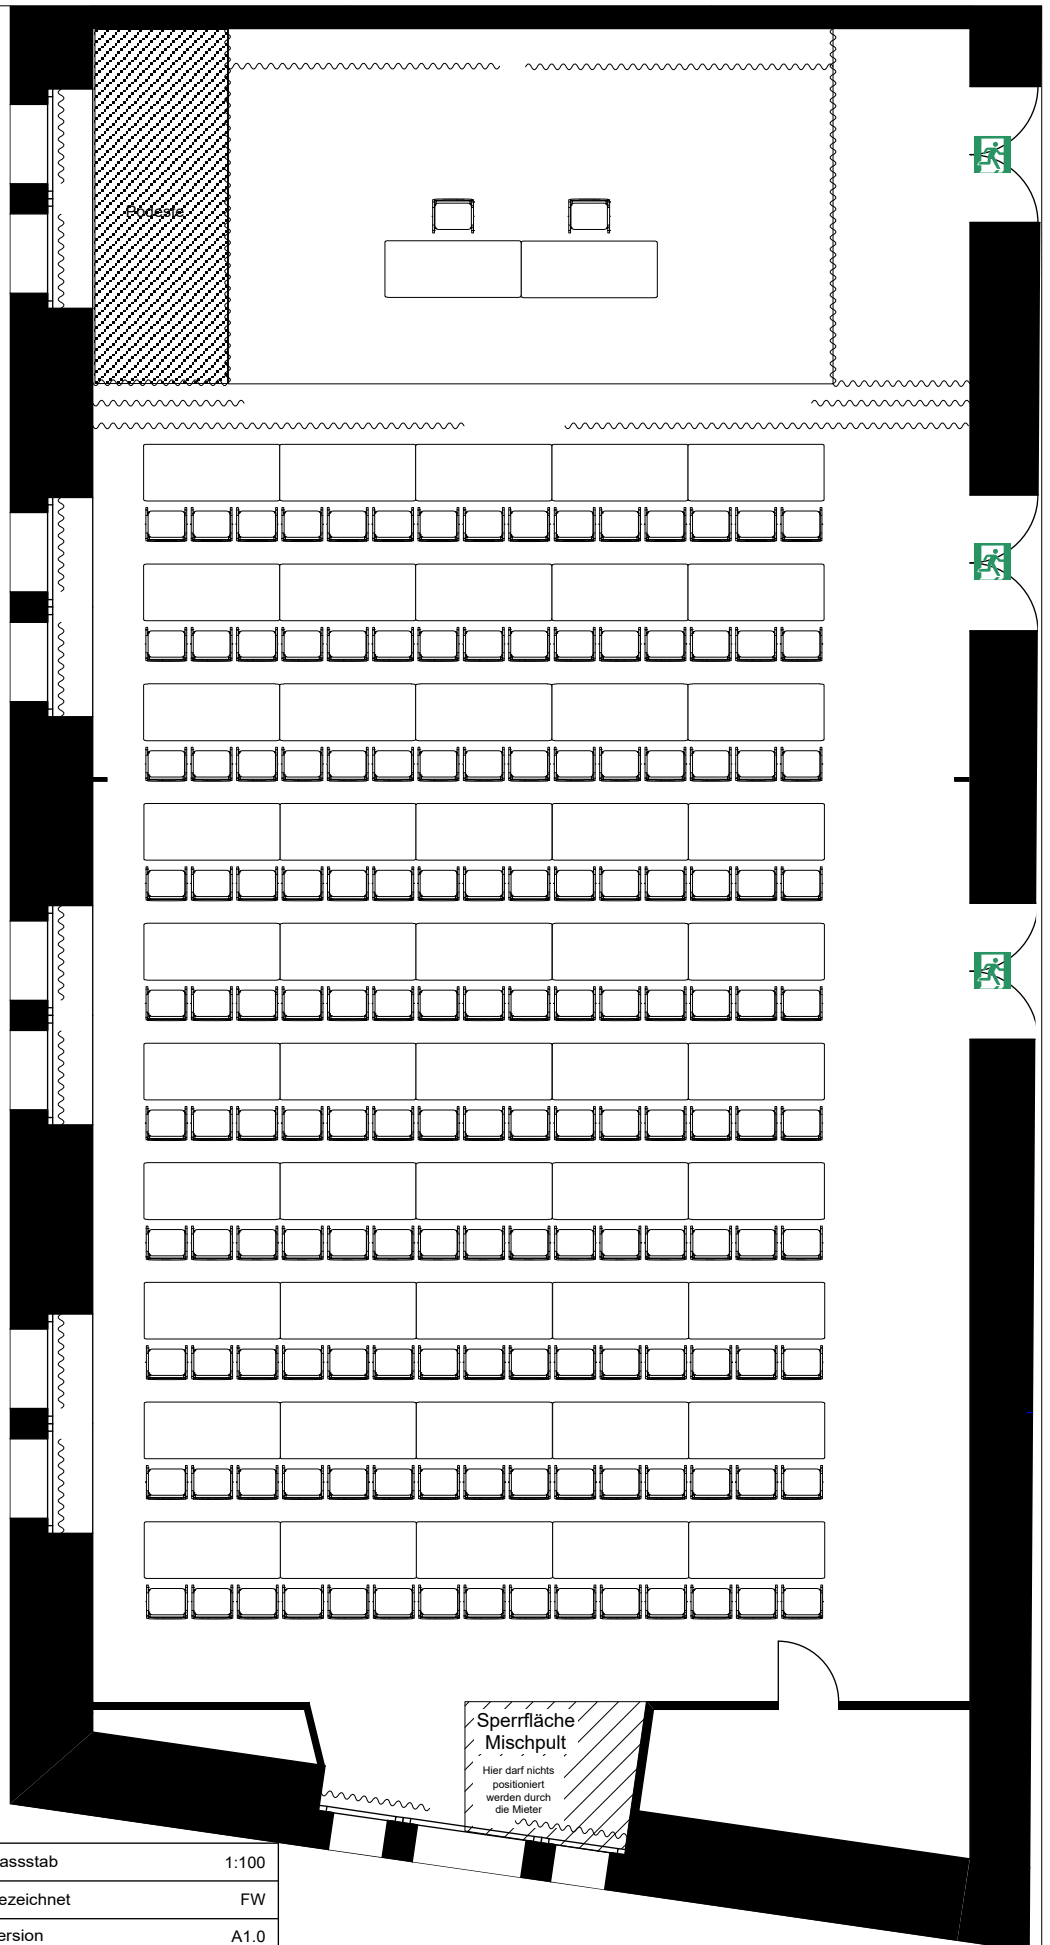 Podeste
Sperrfläche
Mischpult
Hier darf nichts
positioniert
werden durch
die Mieter
assstab 1:100
ezeichnet FW
ersion A1.0